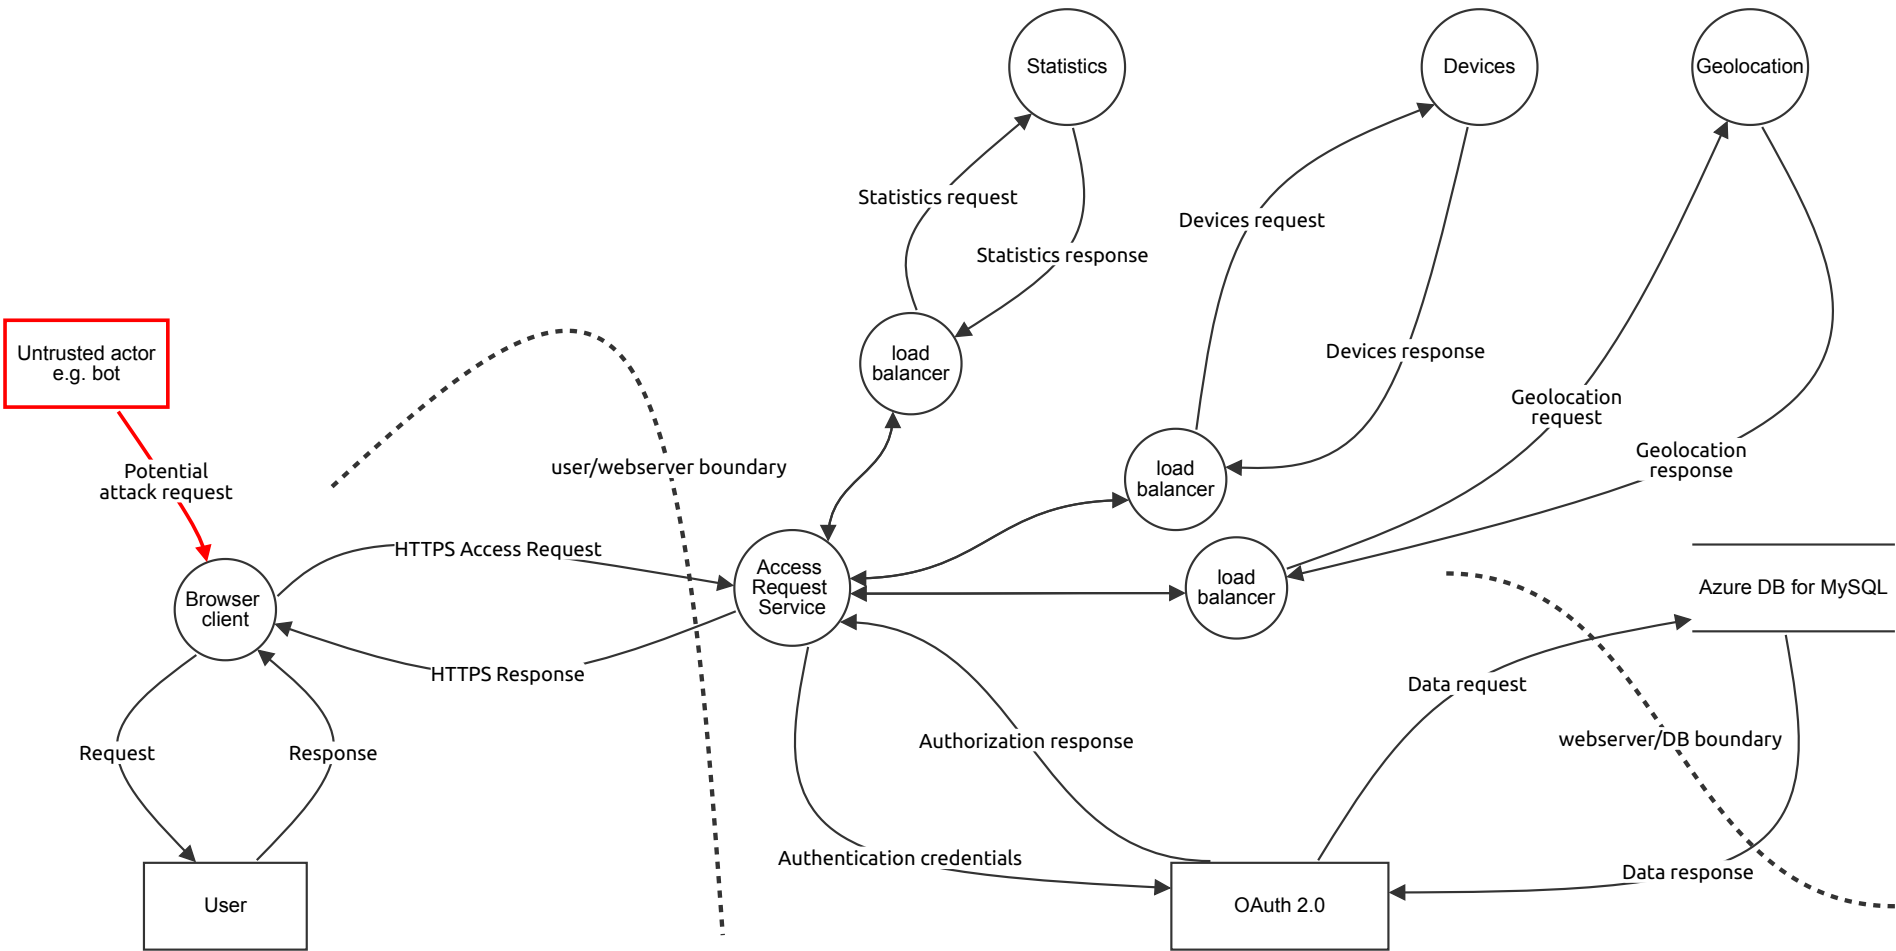 Statistics
Devices
Geolocation
Statistics request
Devices request
Statistics response
Untrusted actor
e.g. bot
load
balancer
Devices response
Geolocation
request
Geolocation
response
Potential
attack request
user/webserver boundary
load
balancer
HTTPS Access Request
Access
Request
Service
load
balancer
Azure DB for MySQL
Browser
client
HTTPS Response
Data request
Request
Response
Authorization response
webserver/DB boundary
Authentication credentials
Data response
User
OAuth 2.0